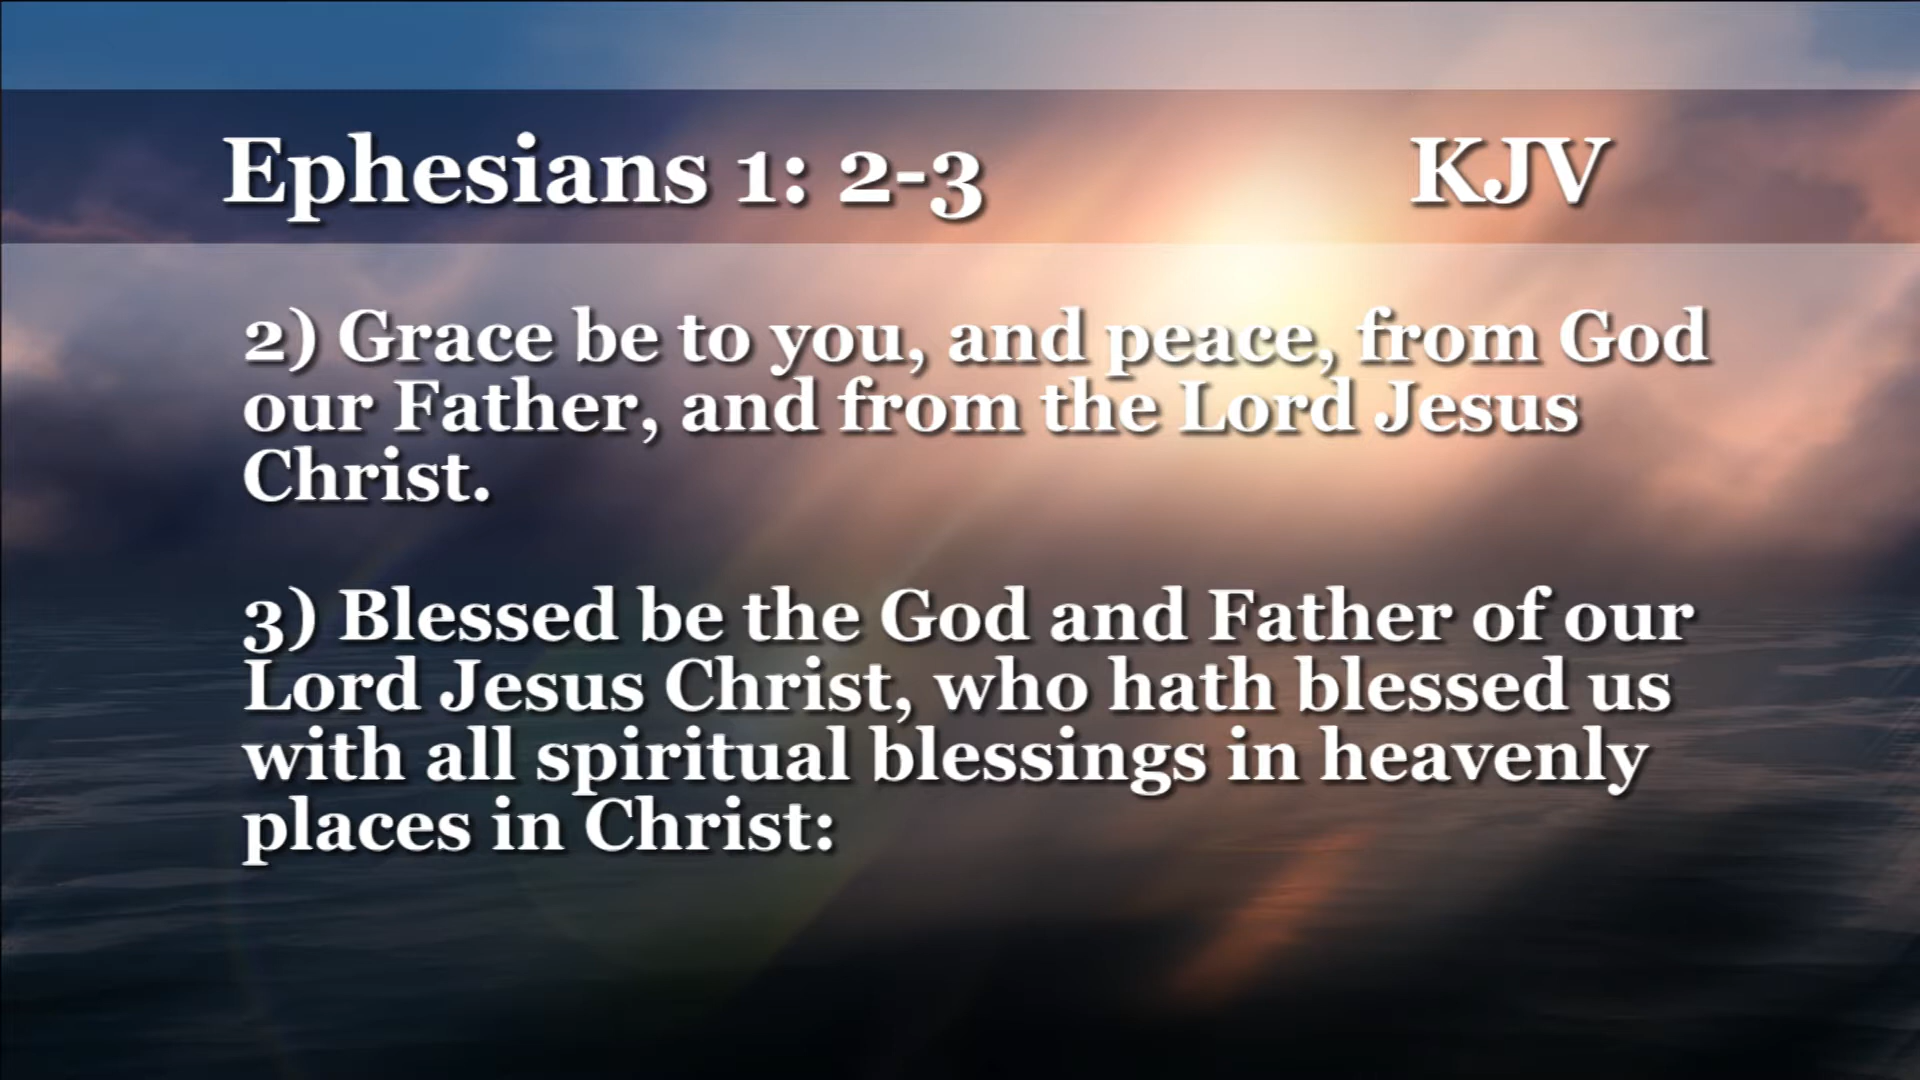 Ephesians 1: 2-3 KJV
2) Grace be to you, and peace, from God
our Father, and from the Lord Jesus
Christ.
3) Blessed be the God and Father of our
Lord Jesus Christ, who hath blessed us
with all spiritual blessings in heavenly
places in Christ: